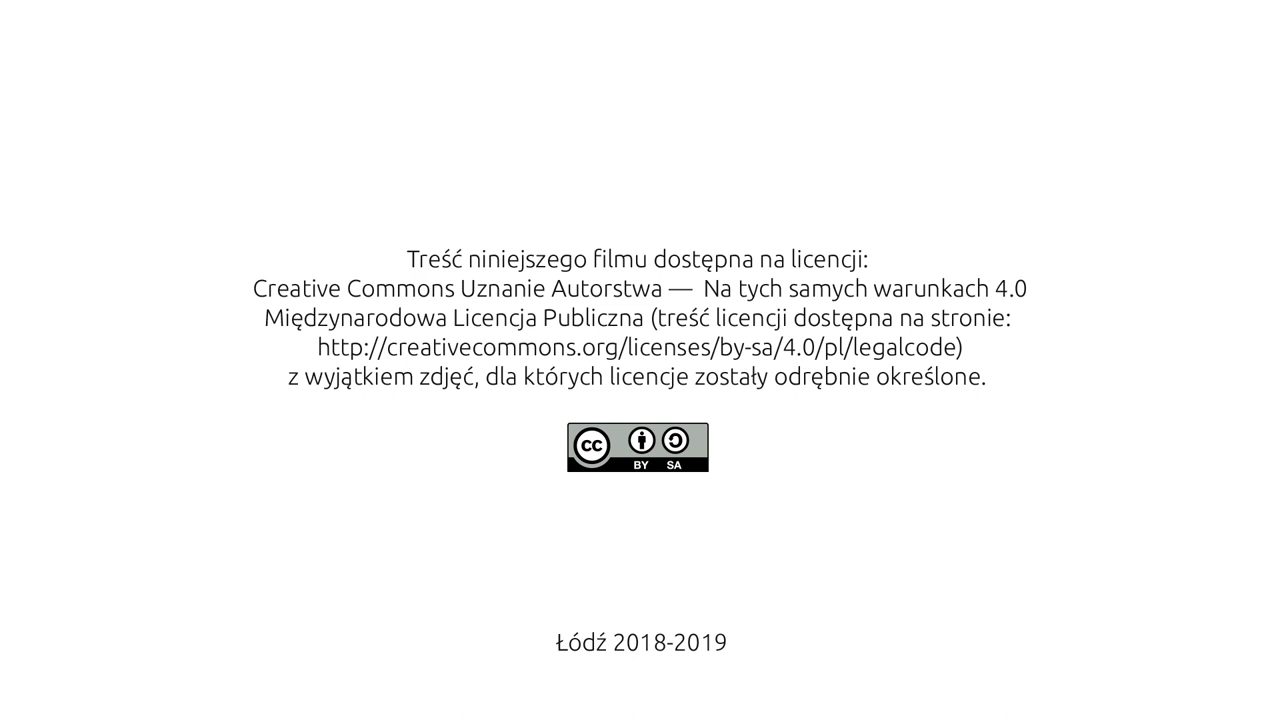 Treść niniejszego filmu dostępna na licencji:
Creative Commons Uznanie Autorstwa — Na tych samych warunkach 4.0
Międzynarodowa Licencja Publiczna (treść licencji dostępna na stronie:
http://creativecommons.org/licenses/by-sa/4.0/pl/legalcode)
z wyjątkiem zdjęć, dla których licencje zostały odrębnie określone.
cc
BY SA
Łódź 2018-2019